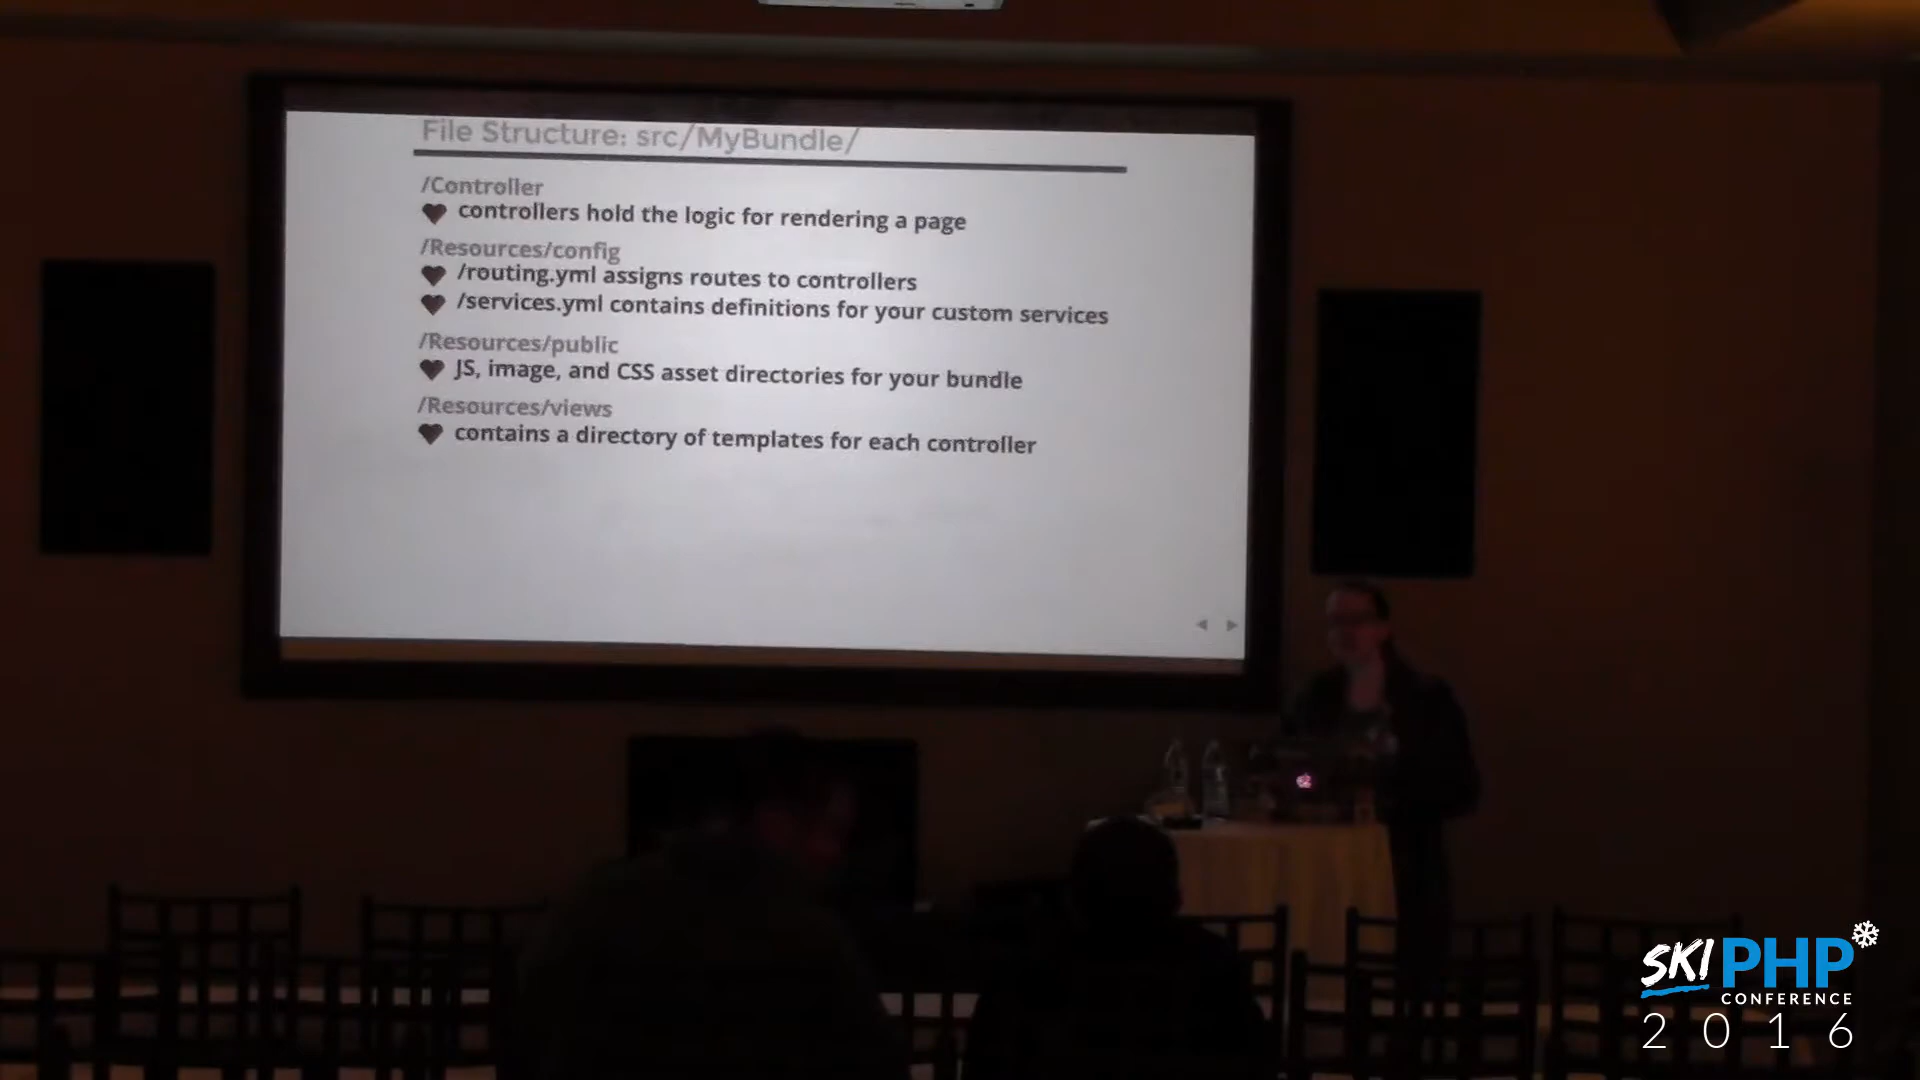 File Structure: src/MyBundle/
/Controller
controllers hold the logic for rendering a page
/Resources/config
/routing.yml assigns routes to controllers
/services.yml contains definitions for your custom services
/Resources/public
JS, image, and CSS asset directories for your bundle
/Resources/views
contains a directory of templates for each controller
SKI PHP
CONFERENCE
2016